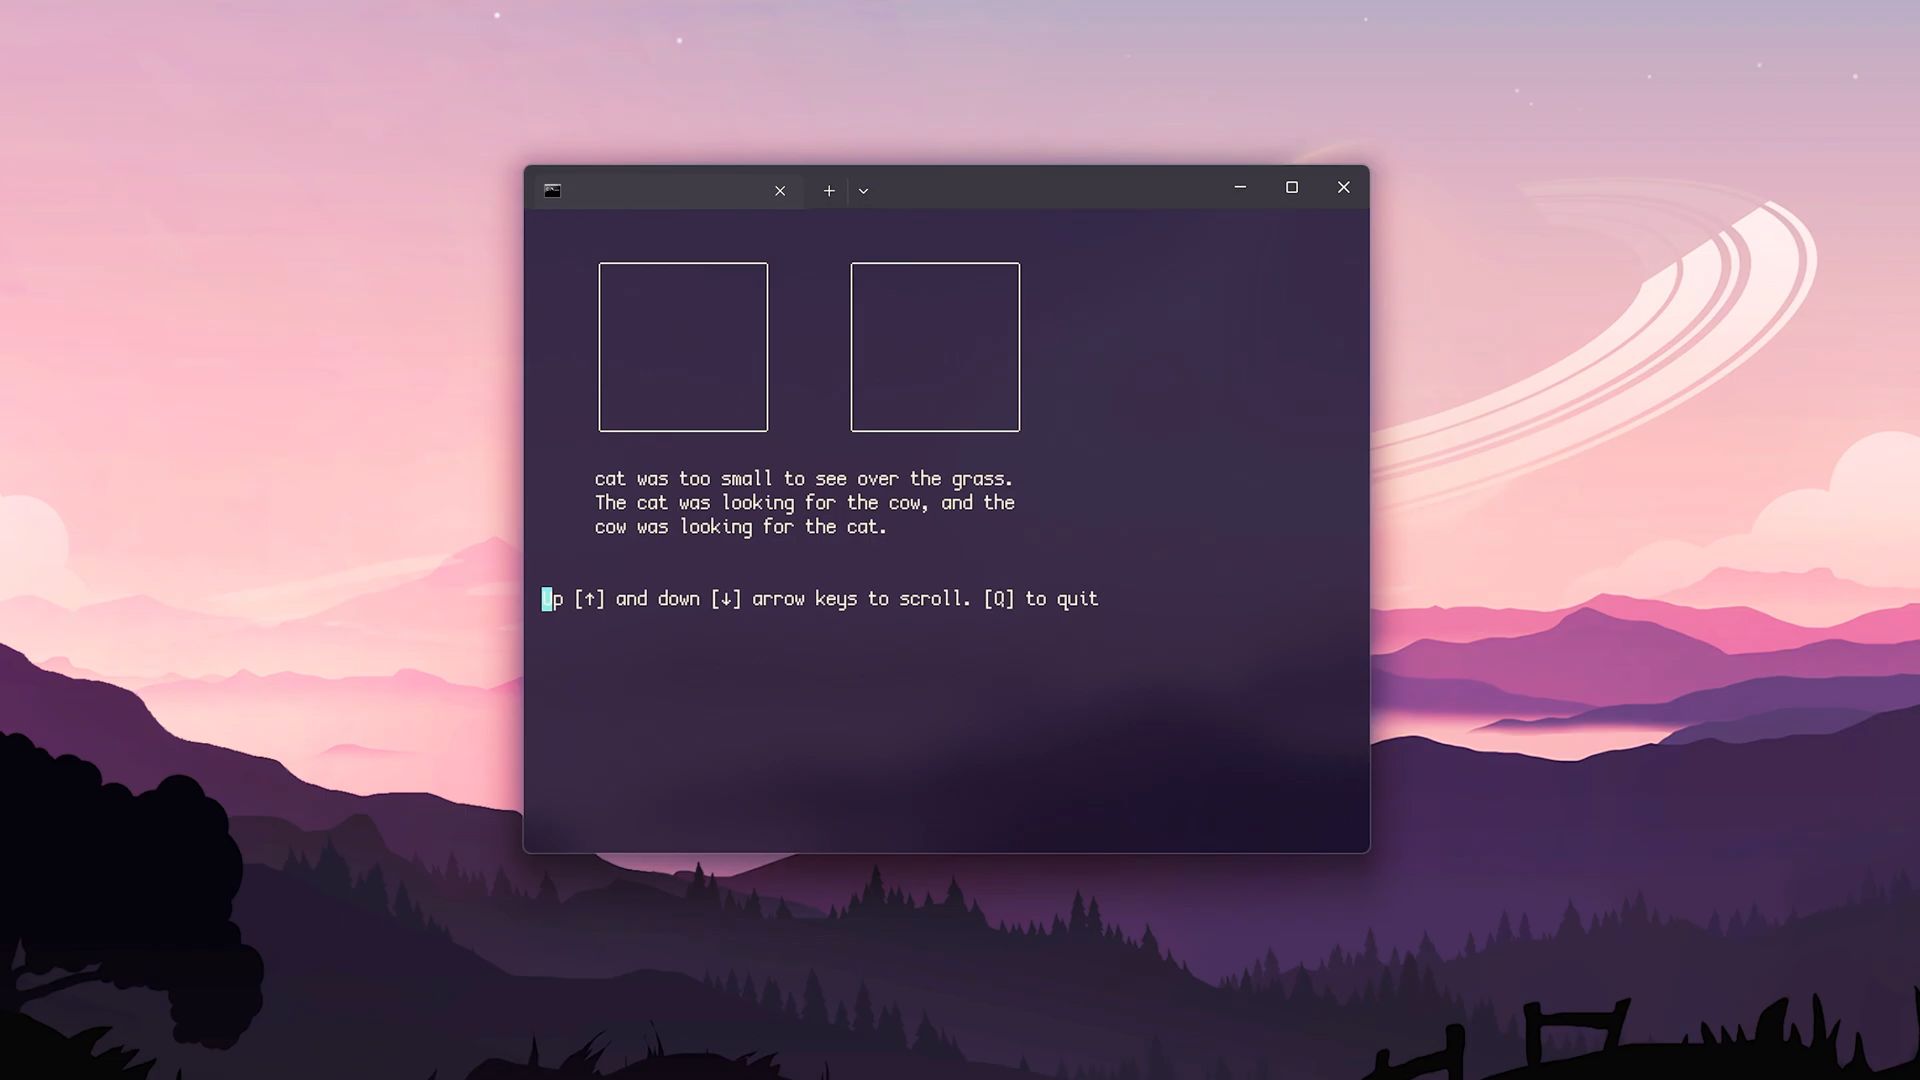 cat was too small to see over the grass.
The cat was looking for the cow, and the
cow was looking for the cat.
Up [↑] and down [↓] arrow keys to scroll. [Q] to quit